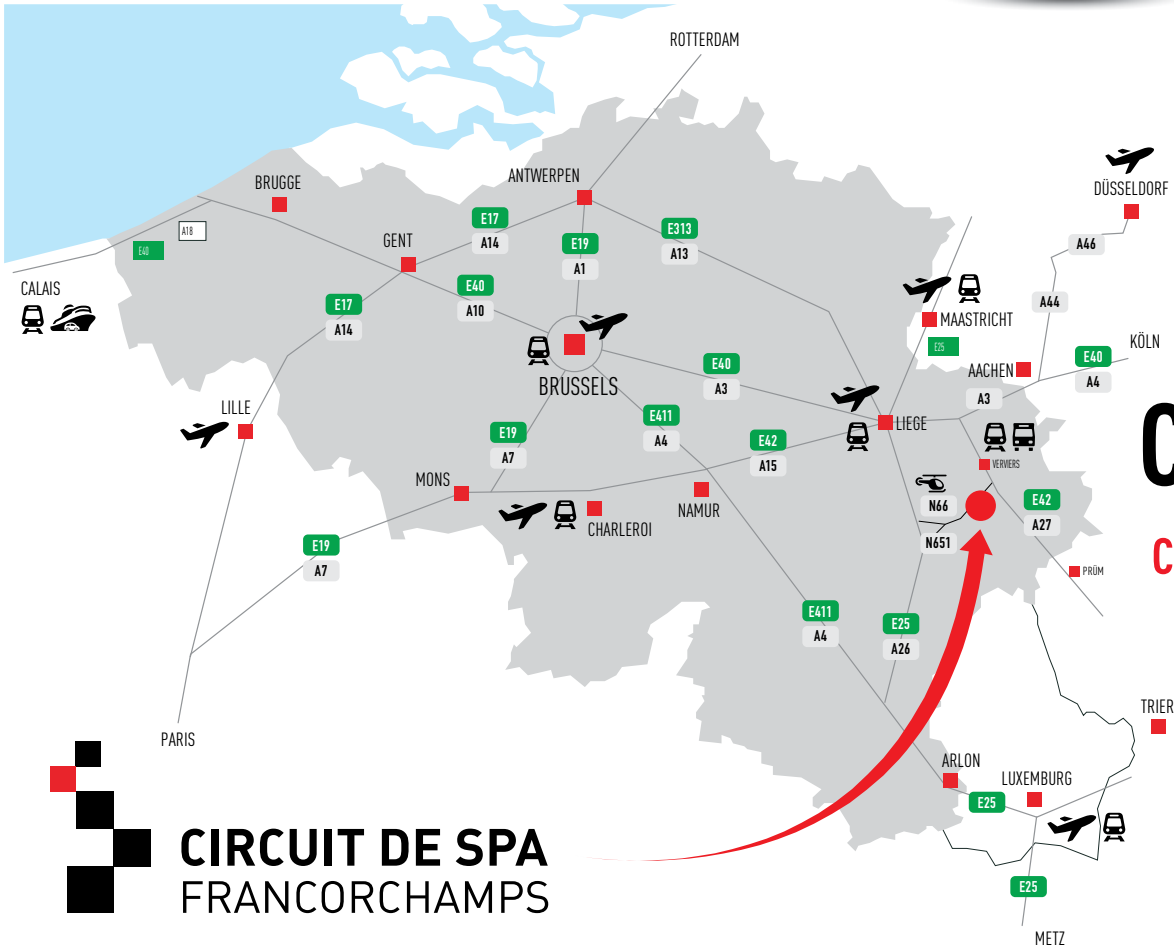 ROTTERDAM
ANTWERPEN
BRUGGE
DÜSSELDORF
E17
A14
E313
A13
A18
E40
GENT
E19
A1
A46
CALAIS
E40
A10
E17
A14
A44
MAASTRICHT
E25
KÖLN
AACHEN
E40
A4
BRUSSELS
E40
A3
A3
LILLE
E411
A4
LIEGE
E19
A7
E42
A15
VERVIERS
MONS
NAMUR
CHARLEROI
N66
E42
A27
N651
E19
A7
C
C
PRÜM
E411
A4
E25
A26
TRIER
PARIS
ARLON
LUXEMBURG
E25
CIRCUIT DE SPA
FRANCORCHAMPS
E25
METZ